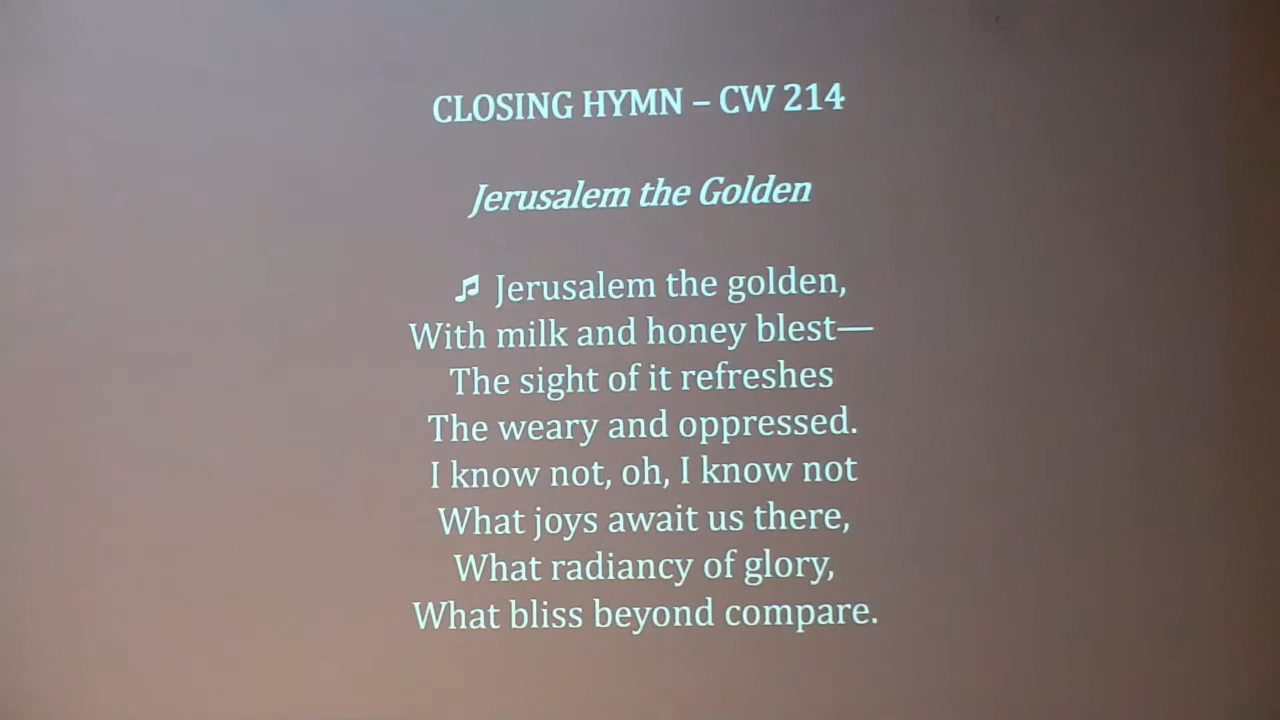 CLOSING HYMN – CW 214
Jerusalem the Golden
♫ Jerusalem the golden,
With milk and honey blest—
The sight of it refreshes
The weary and oppressed.
I know not, oh, I know not
What joys await us there,
What radiancy of glory,
What bliss beyond compare.